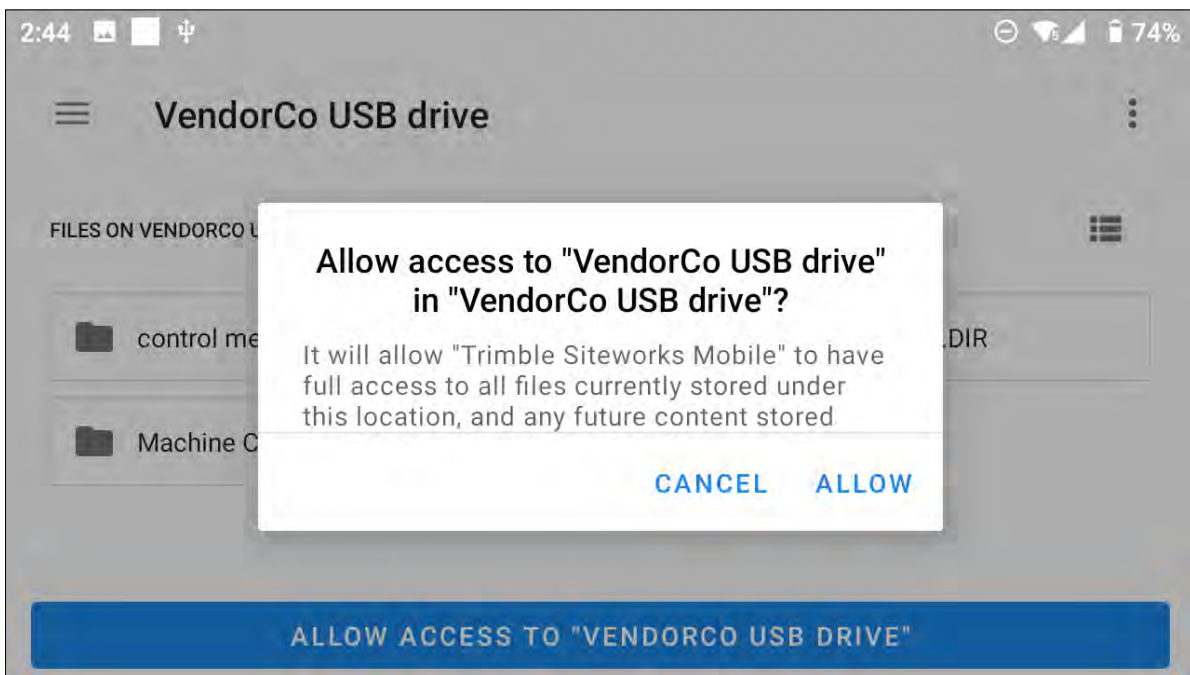 2:44
74%
VendorCo USB drive
FILES ON VENDORCO U
Allow access to "VendorCo USB drive"
in "VendorCo USB drive"?
control me
.DIR
It will allow "Trimble Siteworks Mobile" to have
full access to all files currently stored under
this location, and any future content stored
Machine C
CANCEL ALLOW
ALLOW ACCESS TO "VENDORCO USB DRIVE"